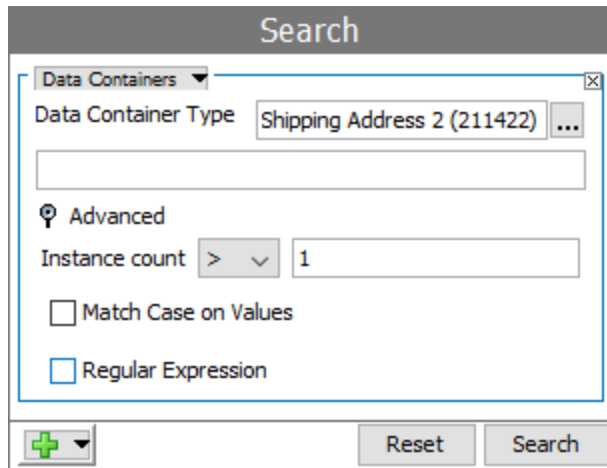 Search
Data Containers
Data Container Type Shipping Address 2 (211422) ...
Advanced
Instance count > 1
Match Case on Values
Regular Expression
Reset Search